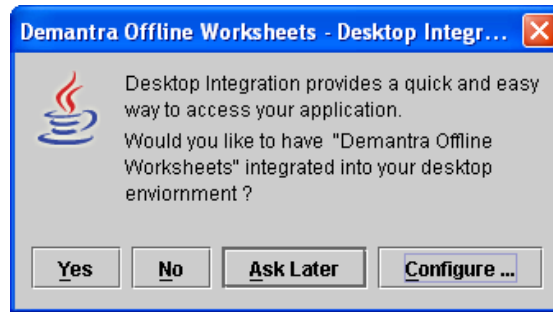 Demantra Offline Worksheets - Desktop Integr...
Desktop Integration provides a quick and easy
way to access your application.
Would you like to have "Demantra Offline
Worksheets" integrated into your desktop
enviornment ?
Yes
No
Ask Later
Configure ...